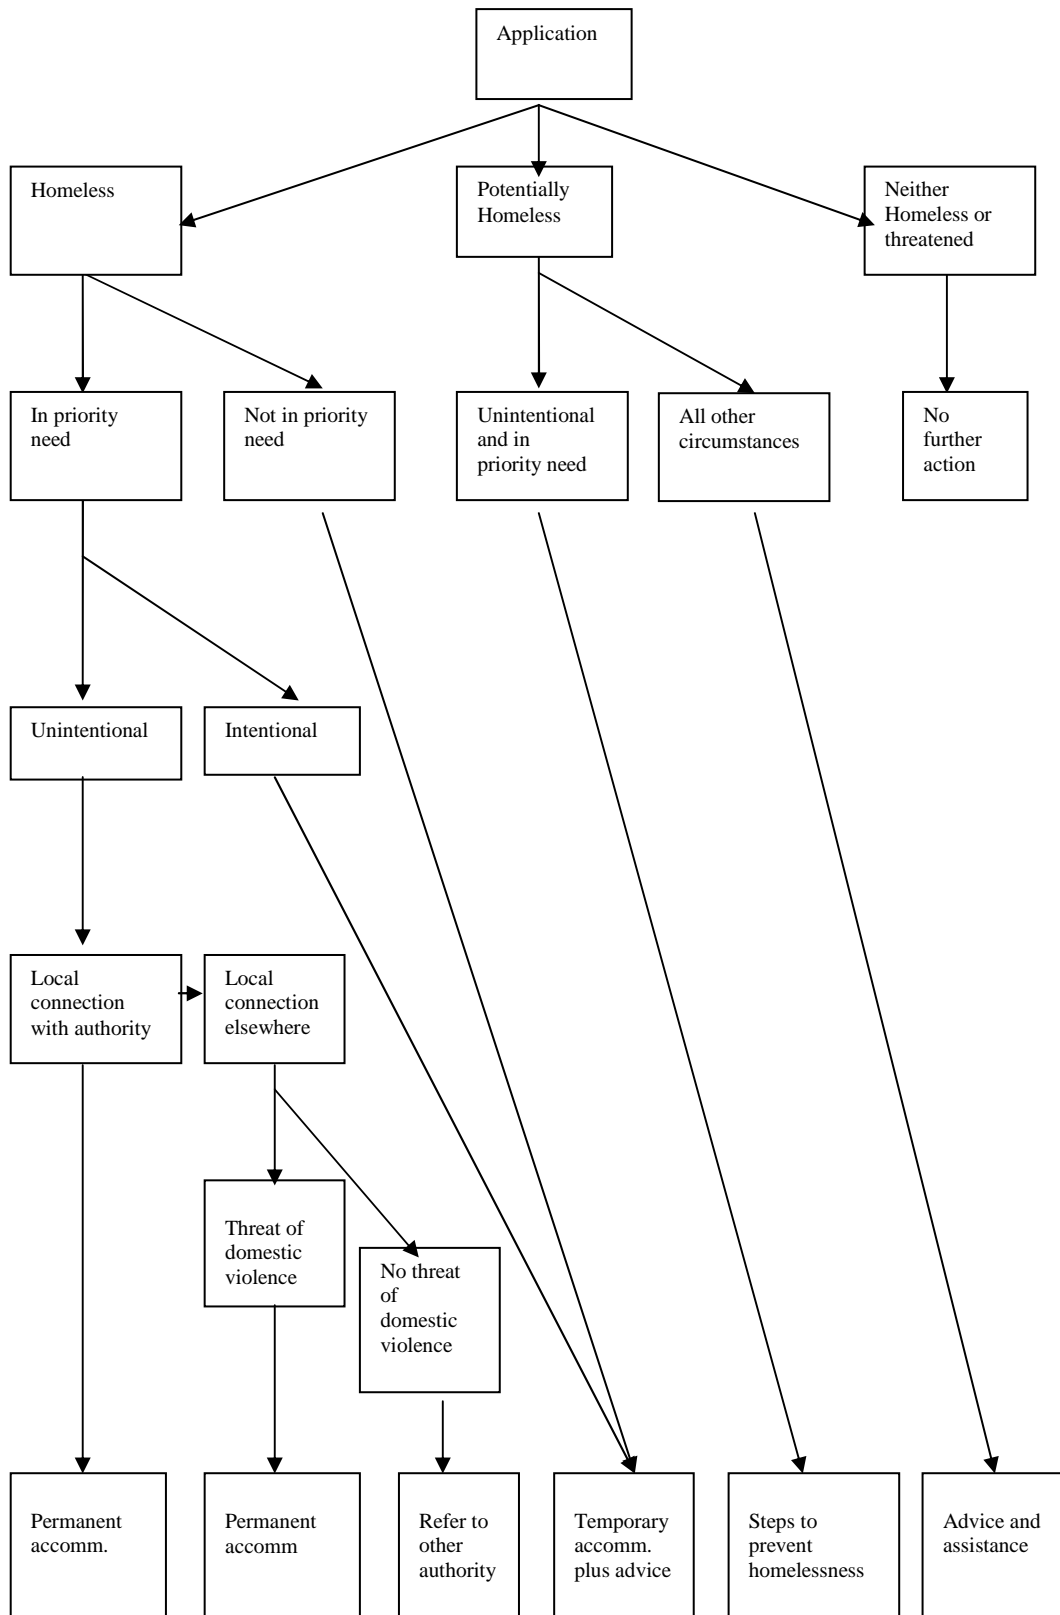 Application
Homeless
Potentially
Homeless
Neither
Homeless or
threatened
In priority
need
Not in priority
need
Unintentional
and in
priority need
All other
circumstances
No
further
action
Unintentional
Intentional
Local
connection
with authority
Local
connection
elsewhere
Threat of
domestic
violence
No threat
of
domestic
violence
Permanent
accomm.
Permanent
accomm
Refer to
other
authority
Temporary
accomm.
plus advice
Steps to
prevent
homelessness
Advice and
assistance